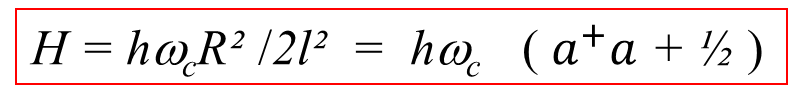 H = hω_cR² /2l² = hω_c ( a⁺a + ½ )